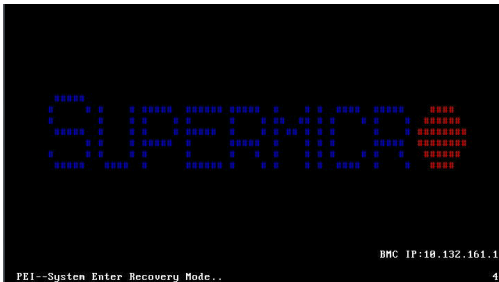 SUPERMICRO
BMC IP:10.132.161.1
PEI--System Enter Recovery Mode..
4